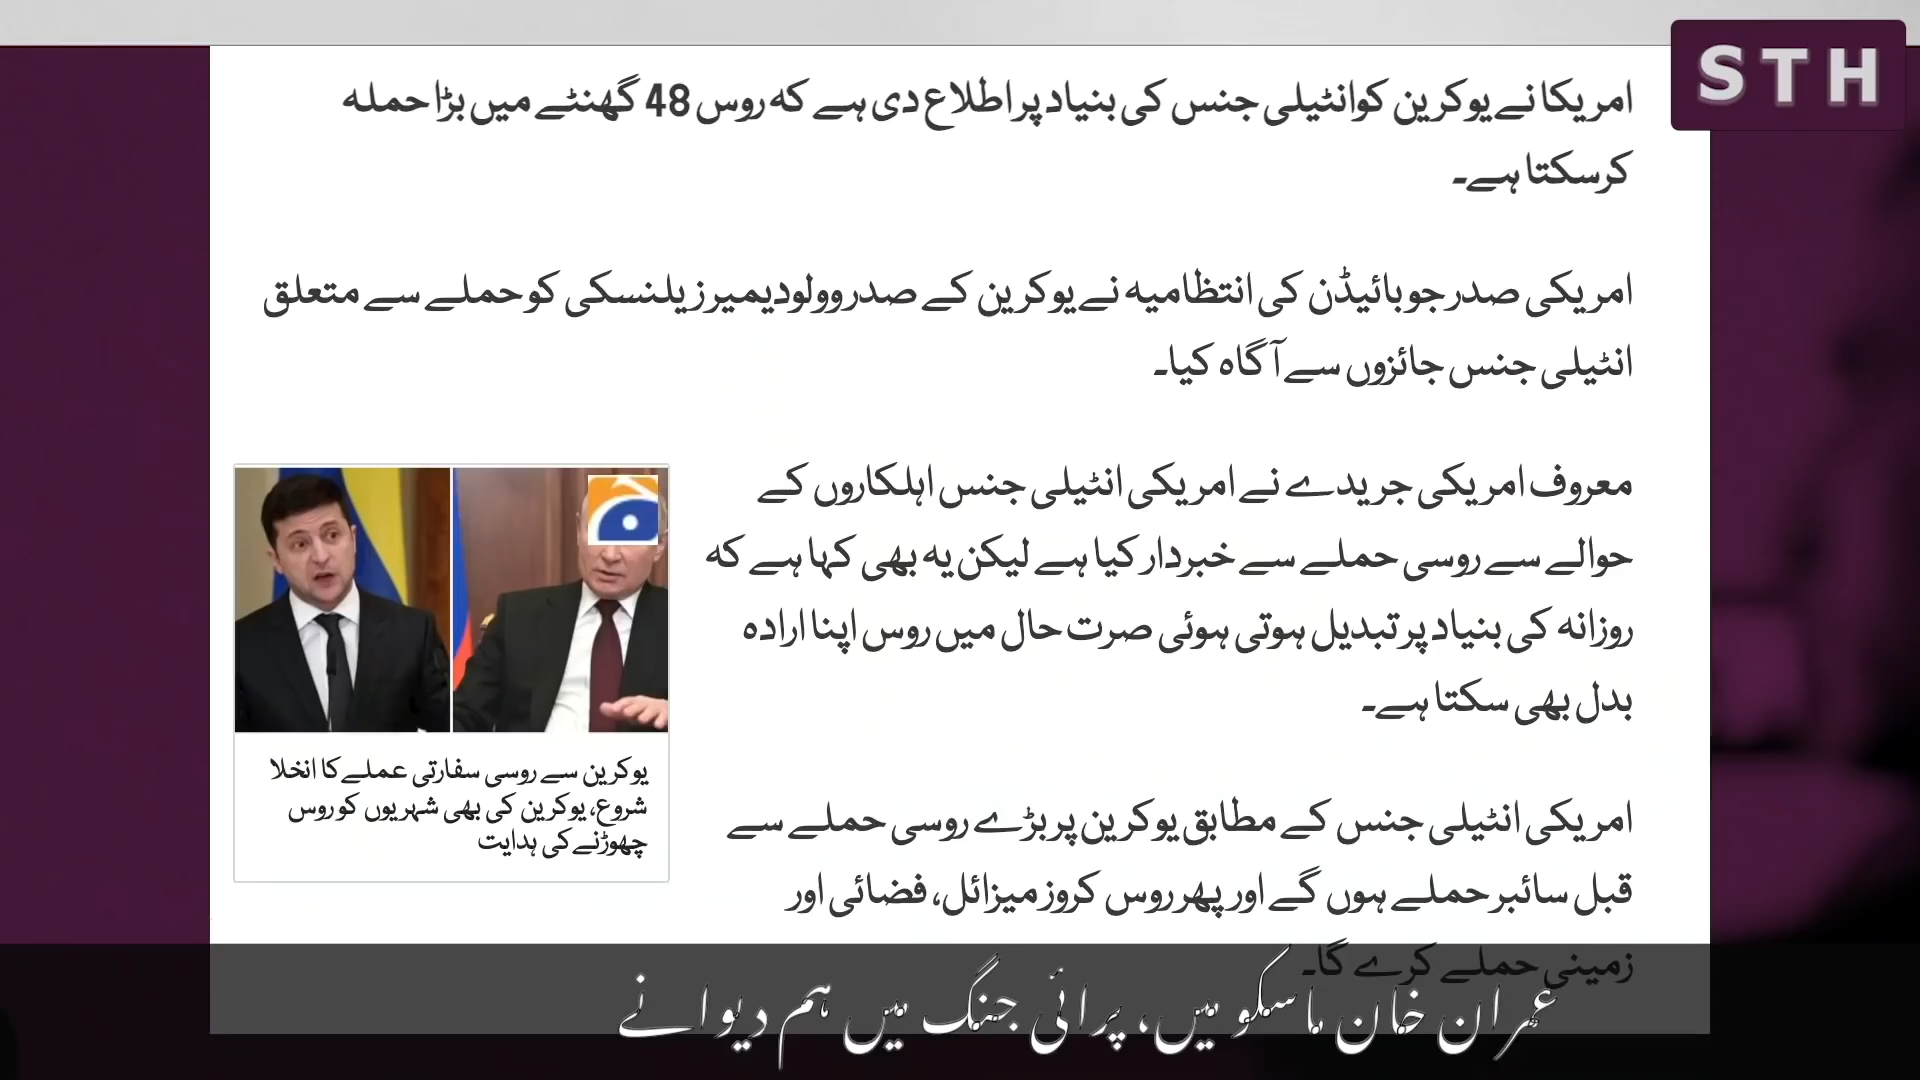 STH
امریکا نے یوکرین کو انٹیلی جنس کی بنیاد پر اطلاع دی ہے کہ روس 48 گھنٹے میں بڑا حملہ
کرسکتا ہے۔
امریکی صدر جو بائیڈن کی انتظامیہ نے یوکرین کے صدر وولودیمیر زیلنسکی کو حملے سے متعلق
انٹیلی جنس جائزوں سے آگاہ کیا۔
معروف امریکی جریدے نے امریکی انٹیلی جنس اہلکاروں کے
حوالے سے روسی حملے سے خبردار کیا ہے لیکن یہ بھی کہا ہے کہ
روزانہ کی بنیاد پر تبدیل ہوتی ہوئی صرت حال میں روس اپنا ارادہ
بدل بھی سکتا ہے۔
امریکی انٹیلی جنس کے مطابق یوکرین پر بڑے روسی حملے سے
قبل سائبر حملے ہوں گے اور پھر روس کروز میزائل، فضائی اور
زمینی حملے کرے گا۔
یوکرین سے روسی سفارتی عملے کا انخلا
شروع، یوکرین کی بھی شہریوں کو روس
چھوڑنے کی ہدایت
عمران خان ماسکو میں، پرائی جنگ میں ہم دیوانے